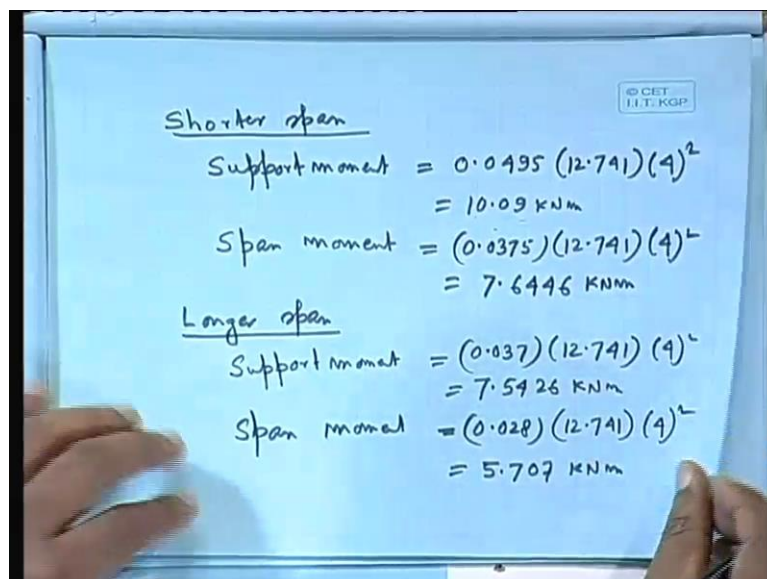 © CET
I.I.T. KGP
Shorter span
Support moment = 0.0495 (12.741)(4)²
= 10.09 KNm
Span moment = (0.0375)(12.741)(4)²
= 7.6446 KNm
Longer span
Support moment = (0.037)(12.741)(4)²
= 7.5426 KNm
Span moment = (0.028)(12.741)(4)²
= 5.707 KNm